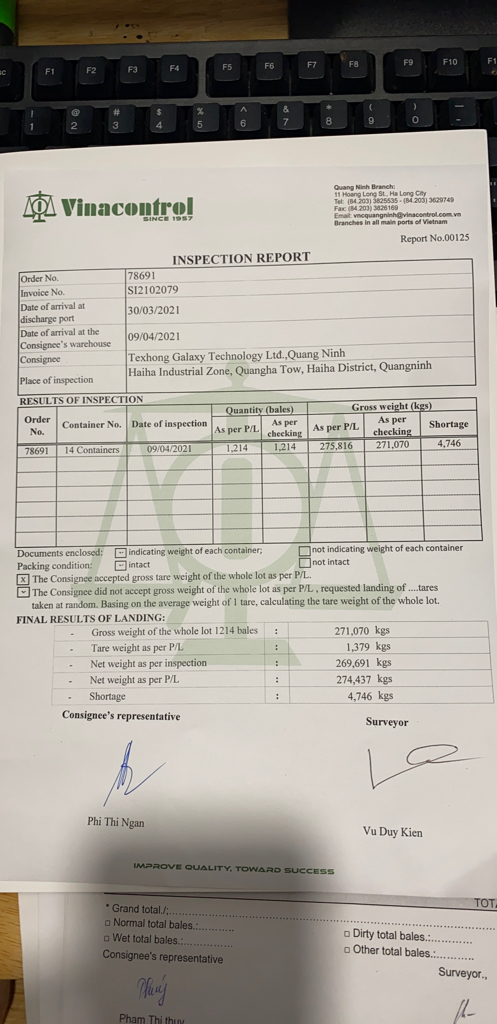 F1 F2 F3 F4 F5 F6 F7 F8 F9 F10
! @ # $ % ^ & * ( ) —
1 2 3 4 5 6 7 8 9 0 -
Vinacontrol
SINCE 1957
Quang Ninh Branch:
11 Hoang Long St., Ha Long City
Tel: (84.203) 3825535 - (84.203) 3629749
Fax: (84.203) 3826169
Email: vncquangninh@vinacontrol.com.vn
Branches in all main ports of Vietnam
Report No.00125
INSPECTION REPORT
Order No. 78691
Invoice No. SI2102079
Date of arrival at discharge port 30/03/2021
Date of arrival at the Consignee's warehouse 09/04/2021
Consignee Texhong Galaxy Technology Ltd.,Quang Ninh
Place of inspection Haiha Industrial Zone, Quangha Tow, Haiha District, Quangninh
RESULTS OF INSPECTION
Order No. Container No. Date of inspection Quantity (bales) Gross weight (kgs)
As per P/L As per checking As per P/L As per checking Shortage
78691 14 Containers 09/04/2021 1,214 1,214 275,816 271,070 4,746
Documents enclosed: indicating weight of each container; not indicating weight of each container
Packing condition: intact not intact
x The Consignee accepted gross tare weight of the whole lot as per P/L.
The Consignee did not accept gross weight of the whole lot as per P/L , requested landing of ....tares
taken at random. Basing on the average weight of 1 tare, calculating the tare weight of the whole lot.
FINAL RESULTS OF LANDING:
- Gross weight of the whole lot 1214 bales : 271,070 kgs
- Tare weight as per P/L : 1,379 kgs
- Net weight as per inspection : 269,691 kgs
- Net weight as per P/L : 274,437 kgs
- Shortage : 4,746 kgs
Consignee's representative Surveyor
Phi Thi Ngan Vu Duy Kien
IMPROVE QUALITY, TOWARD SUCCESS
* Grand total./:
□ Normal total bales.: □ Dirty total bales.:
□ Wet total bales.: □ Other total bales.:
Consignee's representative Surveyor.,
Pham Thi thuy